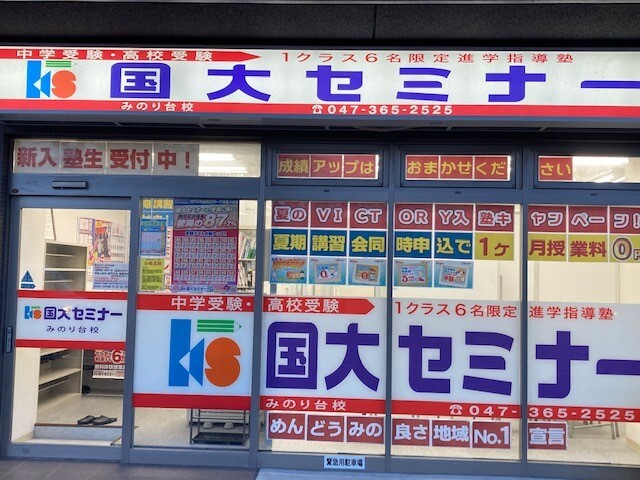 中学受験・高校受験
1クラス6名限定進学指導塾
Ks 国大セミナー
みのり台校
☎047-365-2525
新入塾生受付中!
成績アップは おまかせくだ さい
夏のVICTORY入塾キャンペーン!
夏期講習会同時申込で1ヶ月授業料0円
87%
中学受験・高校受験
1クラス6名限定進学指導塾
Ks 国大セミナー
みのり台校
Ks 国大セミナー
みのり台校
☎047-365-2525
めんどうみの良さ地域No.1宣言
緊急用駐車場